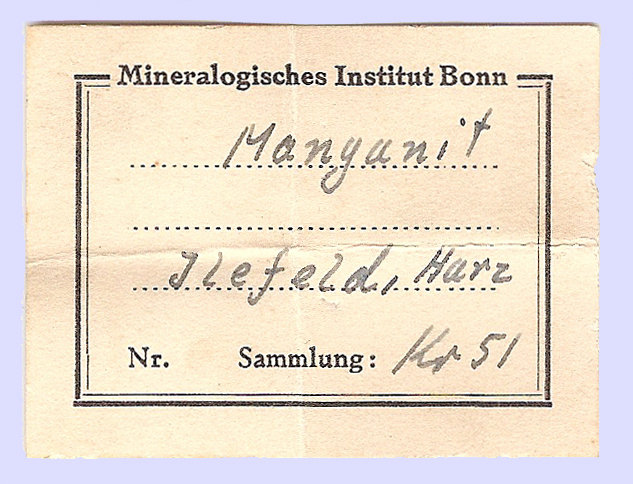 Mineralogisches Institut Bonn
Manganit
Ilefeld, Harz
Nr. Sammlung: Kr 51